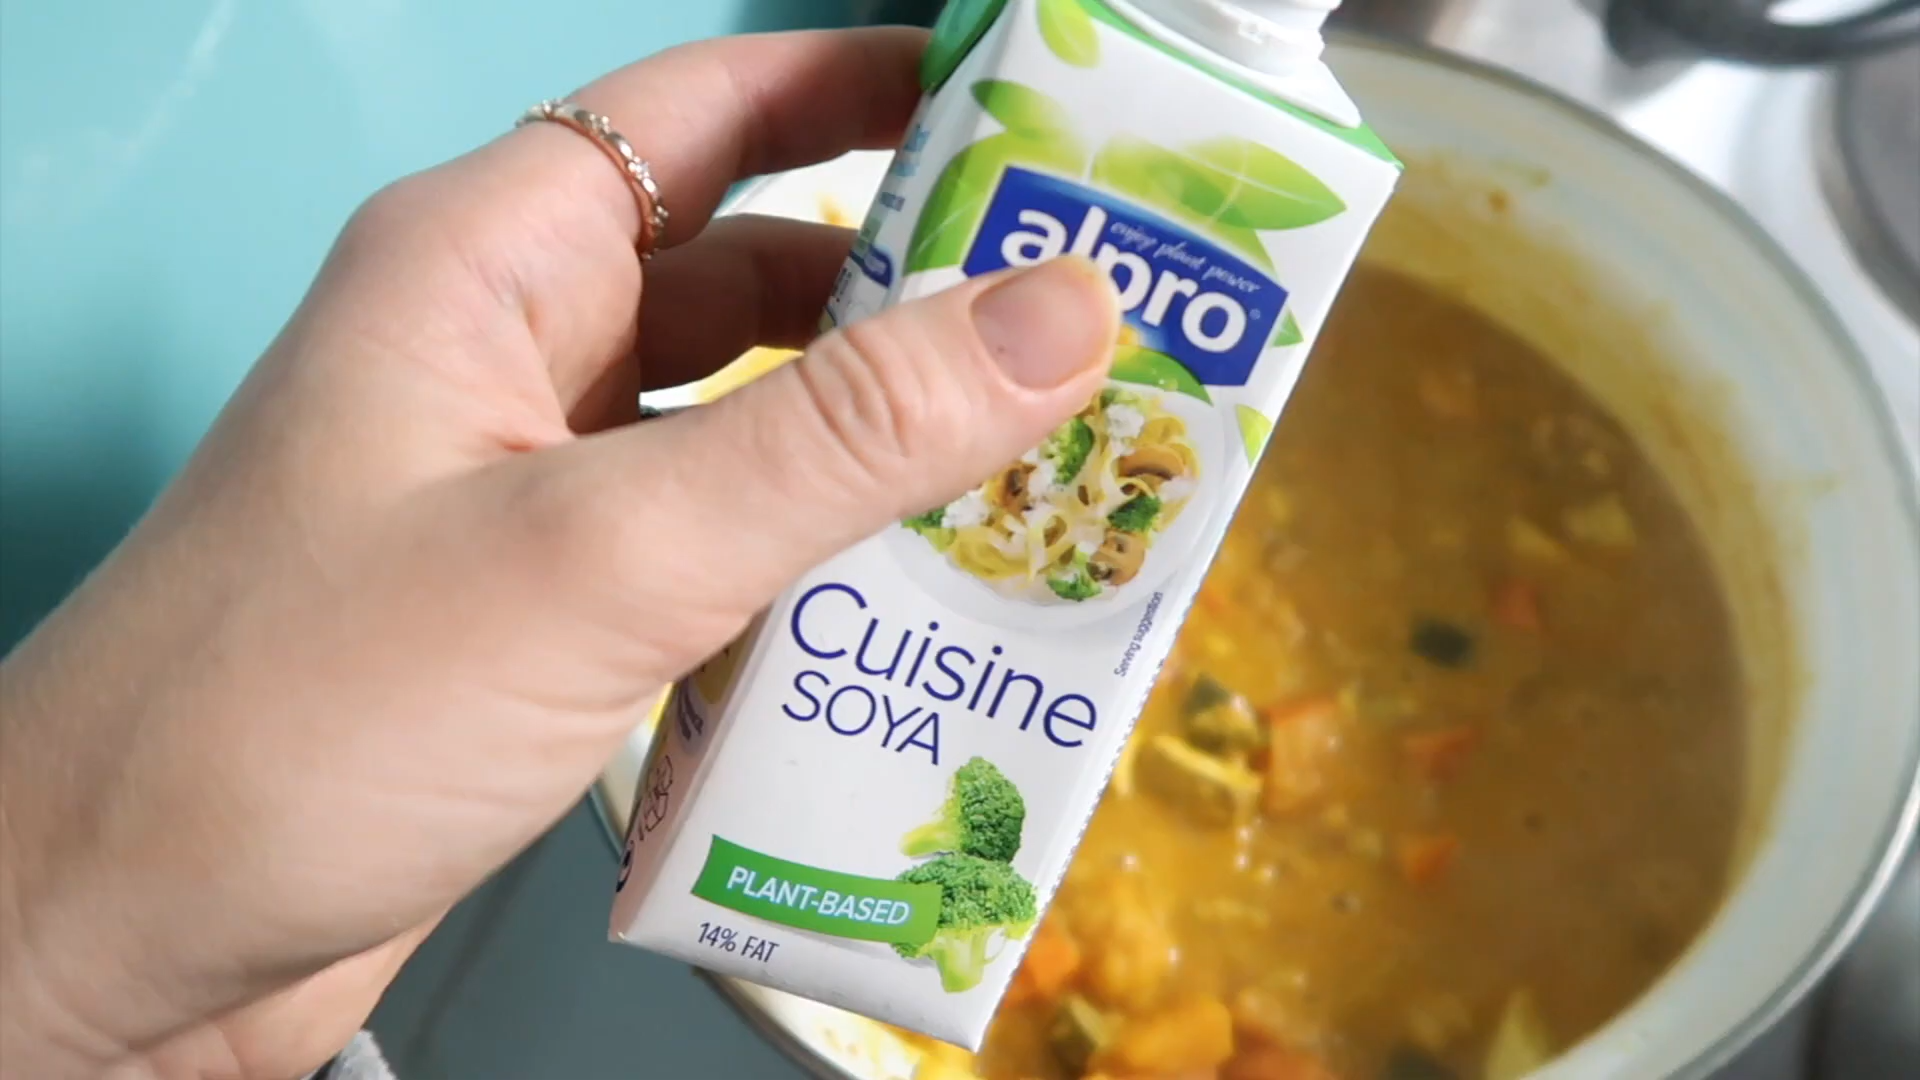 enjoy plant power
alpro
Serving suggestion
Cuisine
SOYA
PLANT-BASED
14% FAT